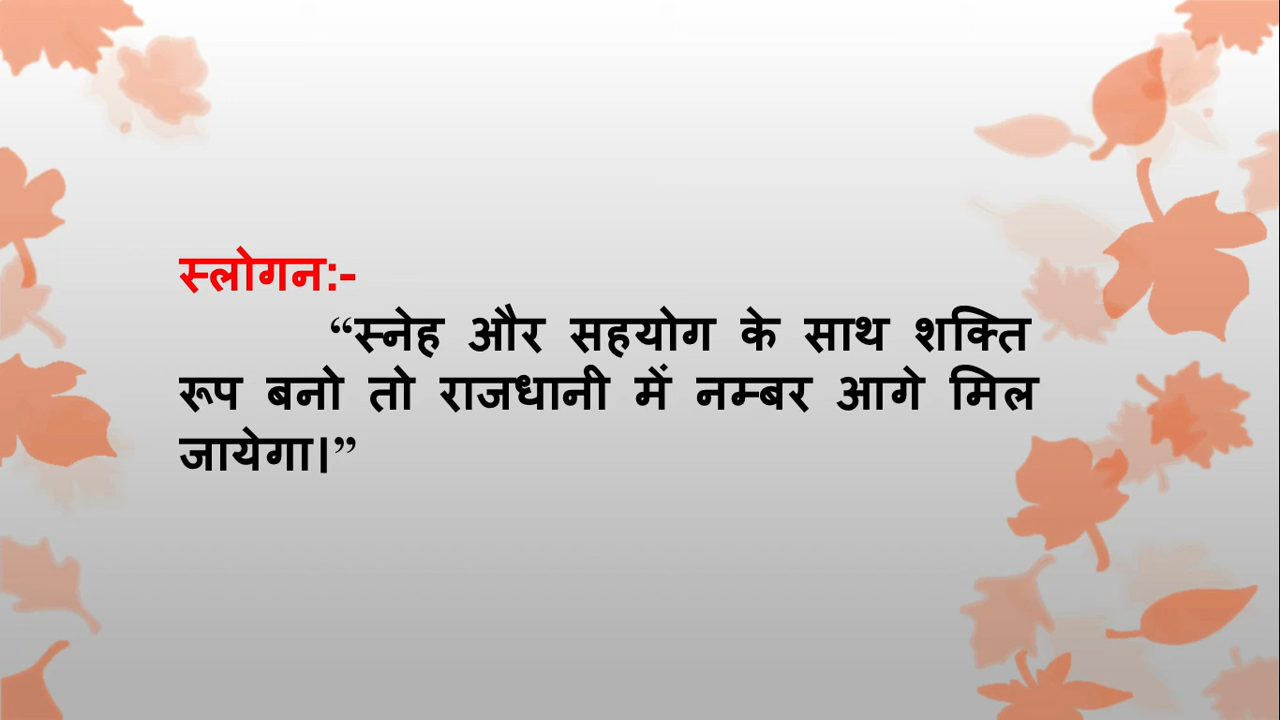 स्लोगन:-
“स्नेह और सहयोग के साथ शक्ति
रूप बनो तो राजधानी में नम्बर आगे मिल
जायेगा।”